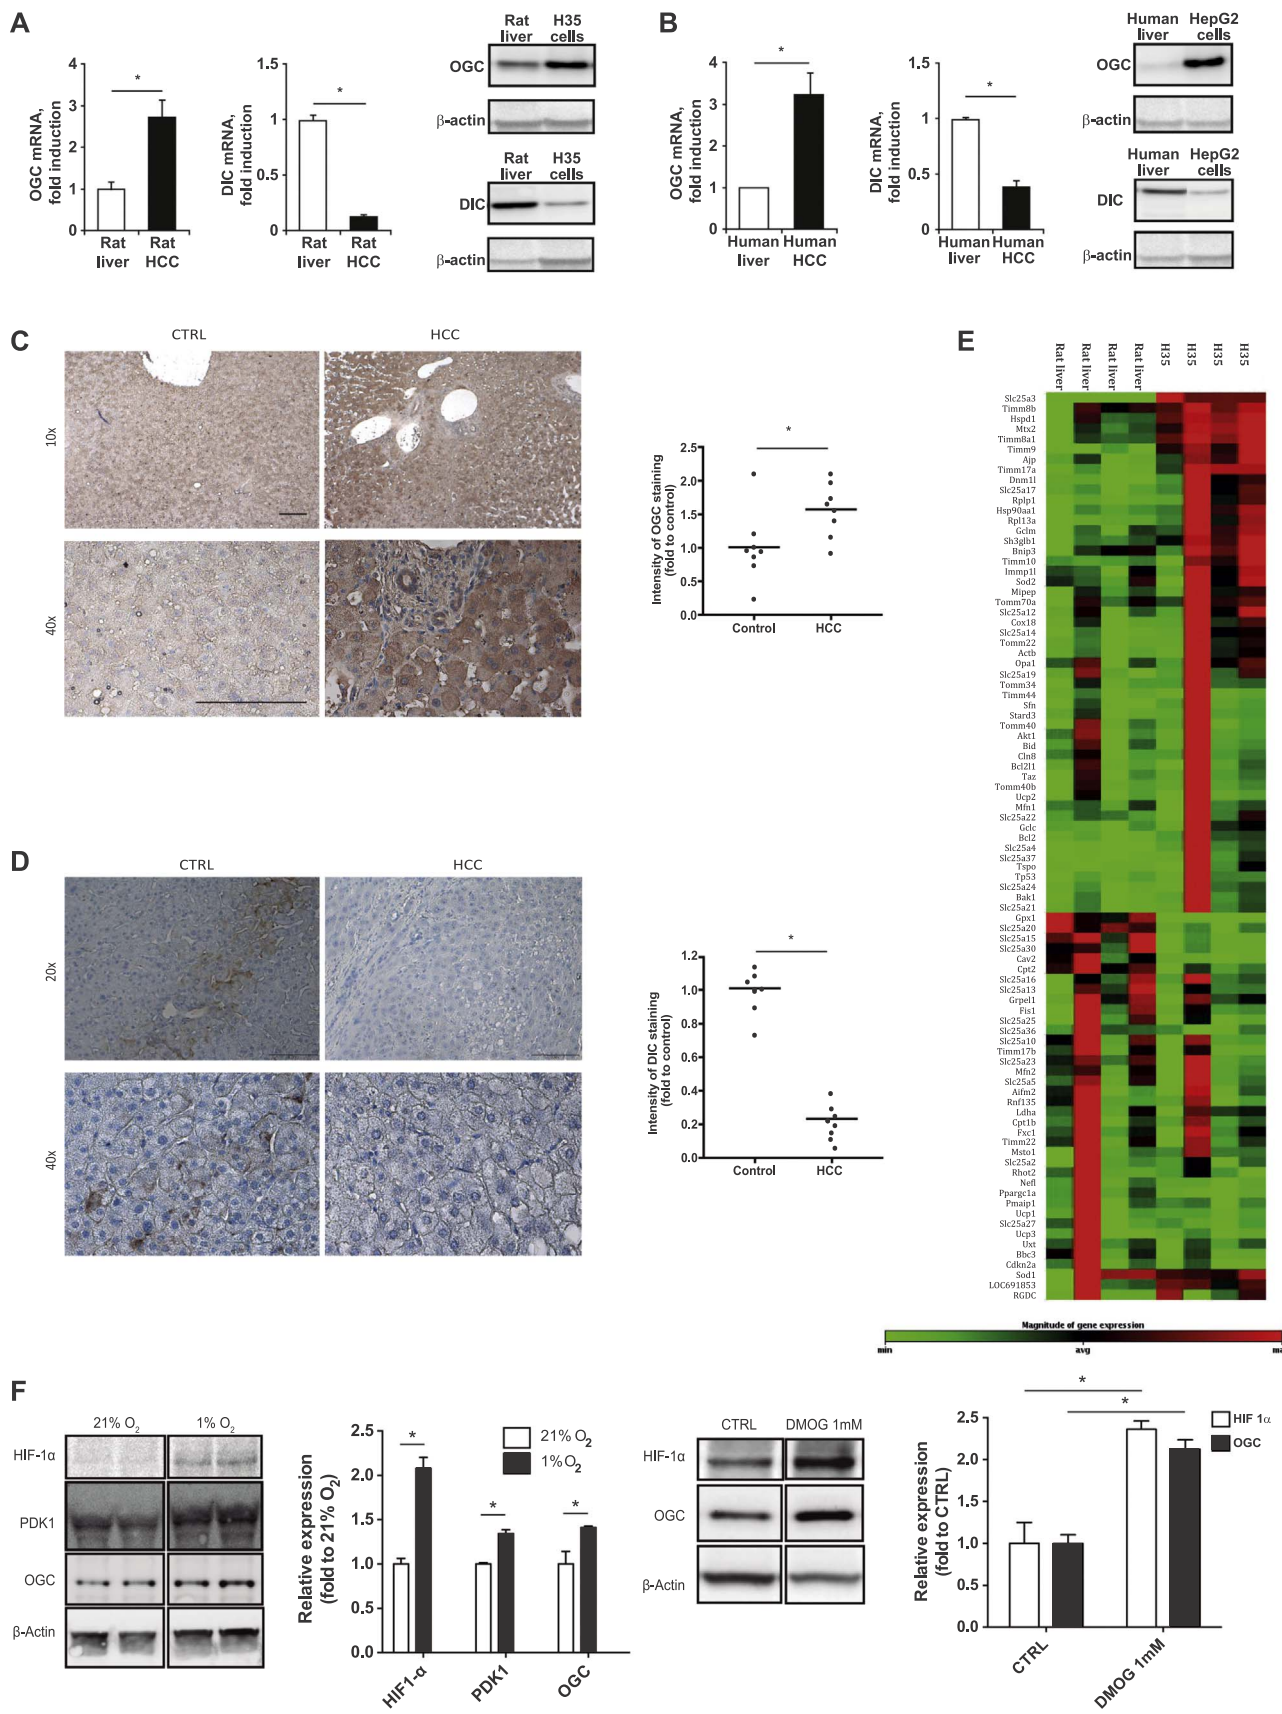 A
OGC mRNA,
fold induction
4
3
2
1
0
*
Rat
liver
Rat
HCC
DIC mRNA,
fold induction
1.5
1
0.5
0
*
Rat
liver
Rat
HCC
Rat
liver
H35
cells
OGC
β-actin
Rat
liver
H35
cells
DIC
β-actin
B
OGC mRNA,
fold induction
4
3
2
1
0
*
Human
liver
Human
HCC
DIC mRNA,
fold induction
1.5
1
0.5
0
*
Human
liver
Human
HCC
Human
liver
HepG2
cells
OGC
β-actin
Human
liver
HepG2
cells
DIC
β-actin
C
CTRL
HCC
10x
40x
Intensity of OGC staining
(fold to control)
2.5
2.0
1.5
1.0
0.5
0.0
*
Control
HCC
D
CTRL
HCC
20x
40x
Intensity of DIC staining
(fold to control)
1.2
1.0
0.8
0.6
0.4
0.2
0.0
*
Control
HCC
E
Rat liver
Rat liver
Rat liver
Rat liver
H35
H35
H35
H35
Slc25a3
Timm8b
Hspd1
Mtx2
Timm8a1
Timm9
Aip
Timm17a
Dnm1l
Slc25a17
Rplp1
Hsp90aa1
Rpl13a
Gclm
Sh3glb1
Bnip3
Timm10
Immp1l
Sod2
Mipep
Tomm70a
Slc25a12
Cox18
Slc25a14
Tomm22
Actb
Opa1
Slc25a19
Tomm34
Timm44
Sfn
Stard3
Tomm40
Akt1
Bid
Cln8
Bcl2l1
Taz
Tomm40b
Ucp2
Mfn1
Slc25a22
Gclc
Bcl2
Slc25a4
Slc25a37
Tspo
Tp53
Slc25a24
Bak1
Slc25a21
Gpx1
Slc25a20
Slc25a15
Slc25a30
Cav2
Cpt2
Slc25a16
Slc25a13
Grpel1
Fis1
Slc25a25
Slc25a36
Slc25a10
Timm17b
Slc25a23
Mfn2
Slc25a5
Aifm2
Rnf135
Ldha
Cpt1b
Fxc1
Timm22
Msto1
Slc25a2
Rhot2
Nefl
Ppargc1a
Pmaip1
Ucp1
Slc25a27
Ucp3
Uxt
Bbc3
Cdkn2a
Sod1
LOC691853
RGDC
Magnitude of gene expression
min
avg
ma
F
21% O2
1% O2
HIF-1α
PDK1
OGC
β-Actin
Relative expression
(fold to 21% O2)
2.5
2.0
1.5
1.0
0.5
0.0
*
*
*
21% O2
1% O2
HIF1-α
PDK1
OGC
CTRL
DMOG 1mM
HIF-1α
OGC
β-Actin
Relative expression
(fold to CTRL)
2.5
2.0
1.5
1.0
0.5
0.0
*
*
HIF 1α
OGC
CTRL
DMOG 1mM